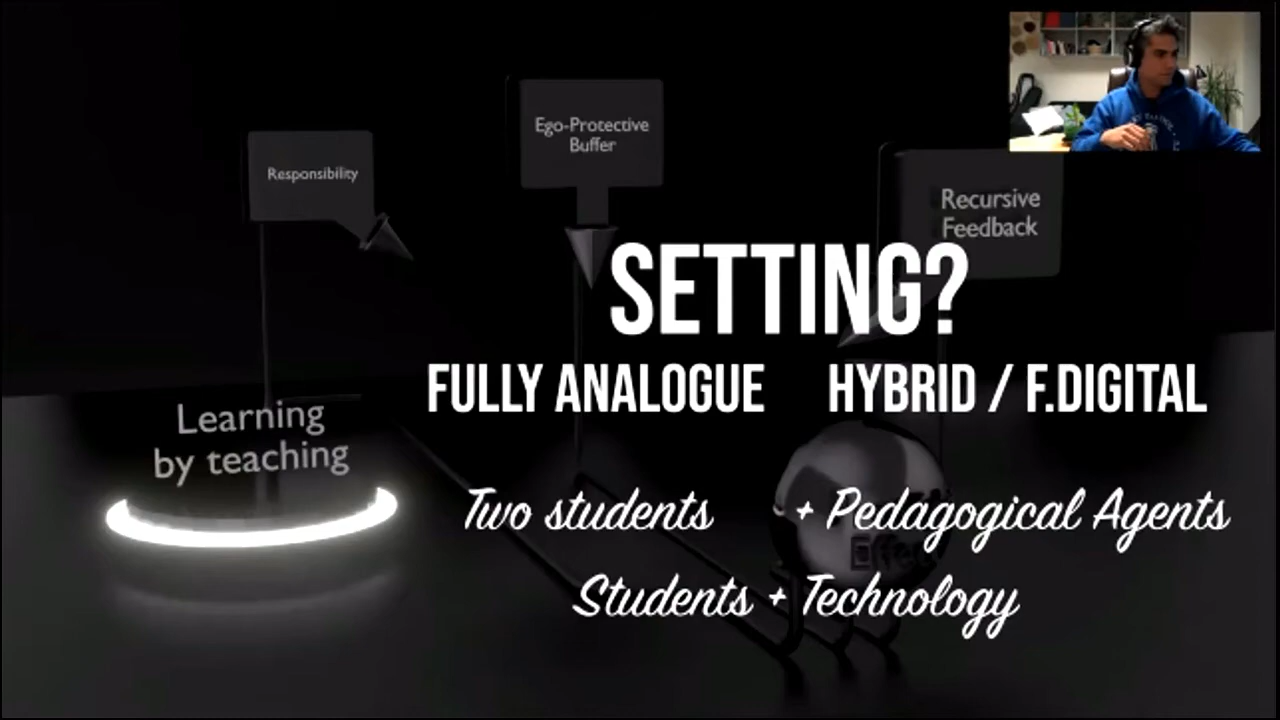 Responsibility
Ego-Protective
Buffer
Recursive
Feedback
SETTING?
FULLY ANALOGUE
HYBRID / F.DIGITAL
Learning
by teaching
Two students
+ Pedagogical Agents
Effect
Students + Technology